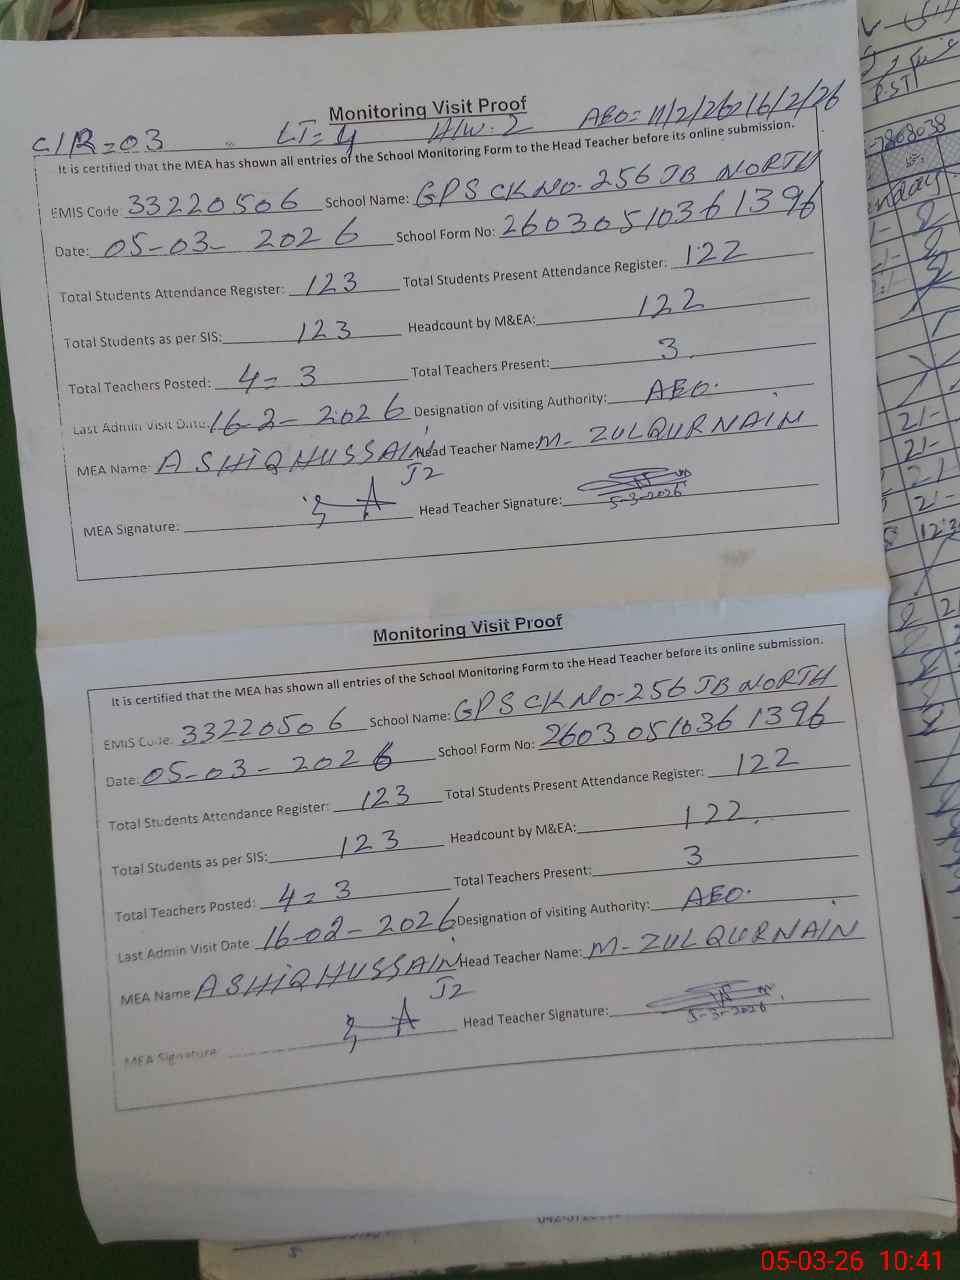 Monitoring Visit Proof
C/R=03 LT=4 H/W.2 AEO=11/2/26 16/2/26
It is certified that the MEA has shown all entries of the School Monitoring Form to the Head Teacher before its online submission.
EMIS Code: 33220506 School Name: GPS CK NO-256 JB NORTH
Date: 05-03-2026 School Form No: 26030510361396
Total Students Attendance Register: 123 Total Students Present Attendance Register: 122
Total Students as per SIS: 123 Headcount by M&EA: 122
Total Teachers Posted: 4=3 Total Teachers Present: 3
Last Admin Visit Date: 16-2-2026 Designation of visiting Authority: AEO.
MEA Name: ASHIQ HUSSAIN Head Teacher Name: M-ZULQURNAIN
J2
MEA Signature: Head Teacher Signature:
5-3-2026
Monitoring Visit Proof
It is certified that the MEA has shown all entries of the School Monitoring Form to the Head Teacher before its online submission.
EMIS Code: 33220506 School Name: GPS CK NO-256 JB NORTH
Date: 05-03-2026 School Form No: 26030510361396
Total Students Attendance Register: 123 Total Students Present Attendance Register: 122
Total Students as per SIS: 123 Headcount by M&EA: 122.
Total Teachers Posted: 4=3 Total Teachers Present: 3
Last Admin Visit Date: 16-02-2026 Designation of visiting Authority: AEO.
MEA Name: ASHIQ HUSSAIN Head Teacher Name: M-ZULQURNAIN
J2
MEA Signature: Head Teacher Signature:
5-3-2026
05-03-26 10:41